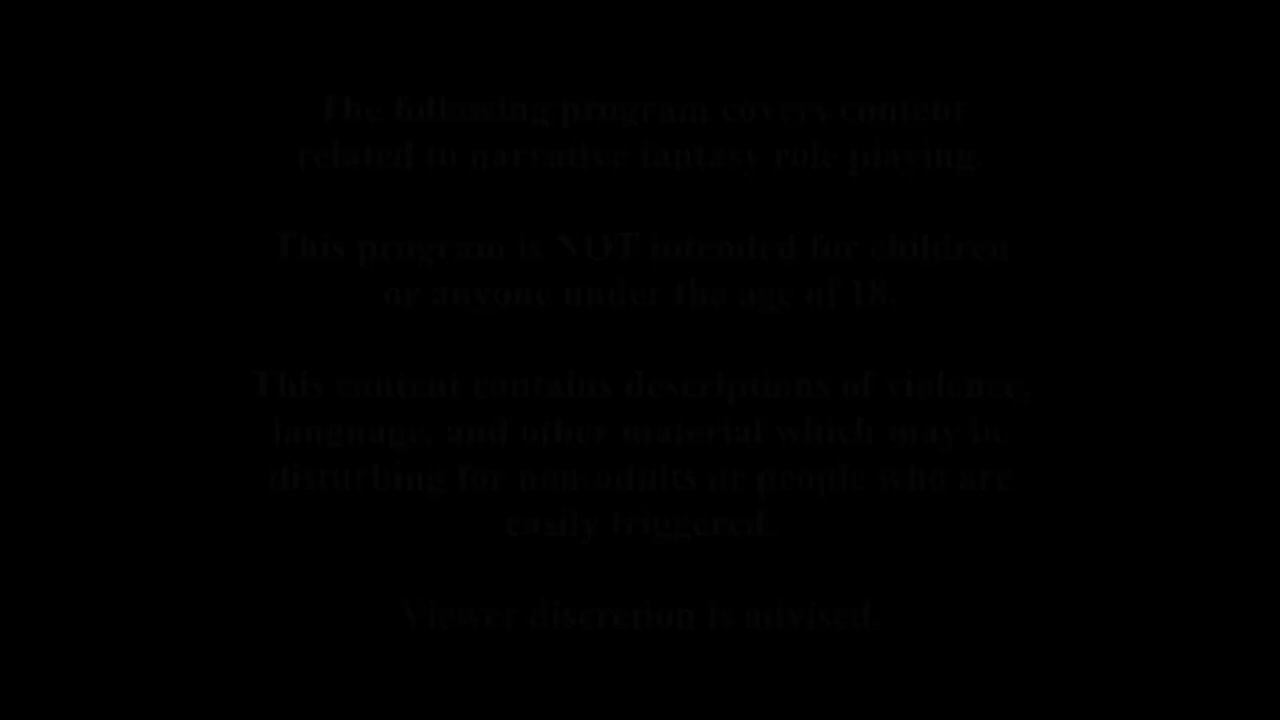 The following program covers content
related to narrative fantasy role playing.
This program is NOT intended for children
or anyone under the age of 18.
This content contains descriptions of violence,
language, and other material which may be
disturbing for non-adults or people who are
easily triggered.
Viewer discretion is advised.